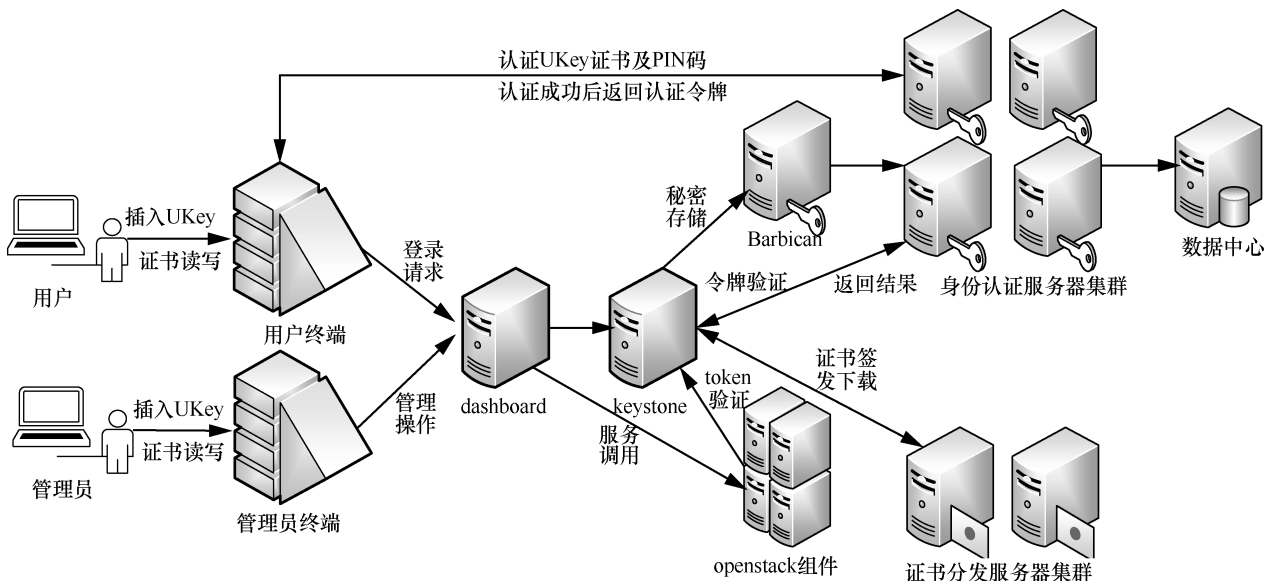 认证UKey证书及PIN码
认证成功后返回认证令牌
插入UKey
证书读写
用户
用户终端
登录
请求
秘密
存储
Barbican
令牌验证
返回结果
身份认证服务器集群
数据中心
插入UKey
证书读写
管理员
管理员终端
管理
操作
dashboard
keystone
服务
调用
token
验证
证书签
发下载
openstack组件
证书分发服务器集群